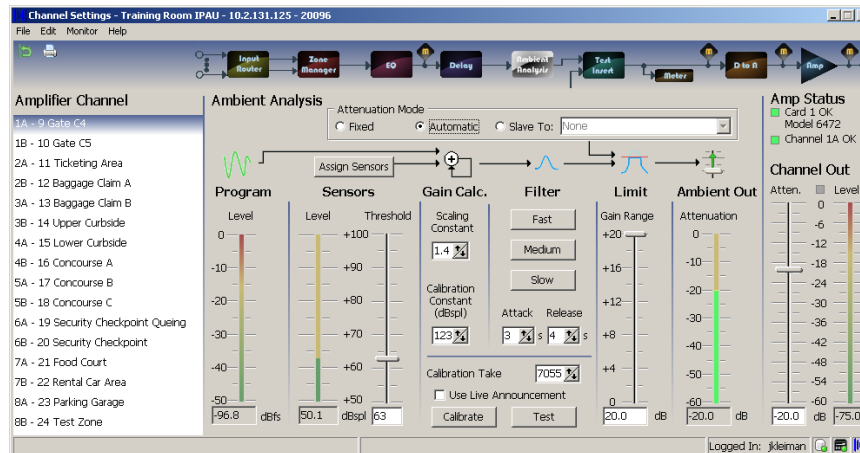 Channel Settings - Training Room IPAU - 10.2.131.125 - 20096
File Edit Monitor Help
Input Router
Zone Manager
EQ
M
Delay
Ambient Analysis
Test Insert
M
Meter
M
D to A
M
Amp
M
Amplifier Channel
1A - 9 Gate C4
1B - 10 Gate C5
2A - 11 Ticketing Area
2B - 12 Baggage Claim A
3A - 13 Baggage Claim B
3B - 14 Upper Curbside
4A - 15 Lower Curbside
4B - 16 Concourse A
5A - 17 Concourse B
5B - 18 Concourse C
6A - 19 Security Checkpoint Queing
6B - 20 Security Checkpoint
7A - 21 Food Court
7B - 22 Rental Car Area
8A - 23 Parking Garage
8B - 24 Test Zone
Ambient Analysis
Attenuation Mode
Fixed Automatic Slave To: None
Assign Sensors
Program
Level
0
-10
-20
-30
-40
-50
-96.8 dBfs
Sensors
Level Threshold
+100
+90
+80
+70
+60
+50
50.1 dBspl 63
Gain Calc.
Scaling
Constant
1.4
Calibration
Constant
(dBspl)
123
Filter
Fast
Medium
Slow
Attack Release
3 s 4 s
Calibration Take 7055
Use Live Announcement
Calibrate Test
Limit
Gain Range
+20
+16
+12
+8
+4
0
20.0 dB
Ambient Out
Attenuation
0
-10
-20
-30
-40
-50
-60
-20.0 dB
Amp Status
Card 1 OK
Model 6472
Channel 1A OK
Channel Out
Atten. Level
0
-6
-12
-18
-24
-30
-36
-42
-48
-54
-60
-20.0 dB -75.0
Logged In: jkleiman